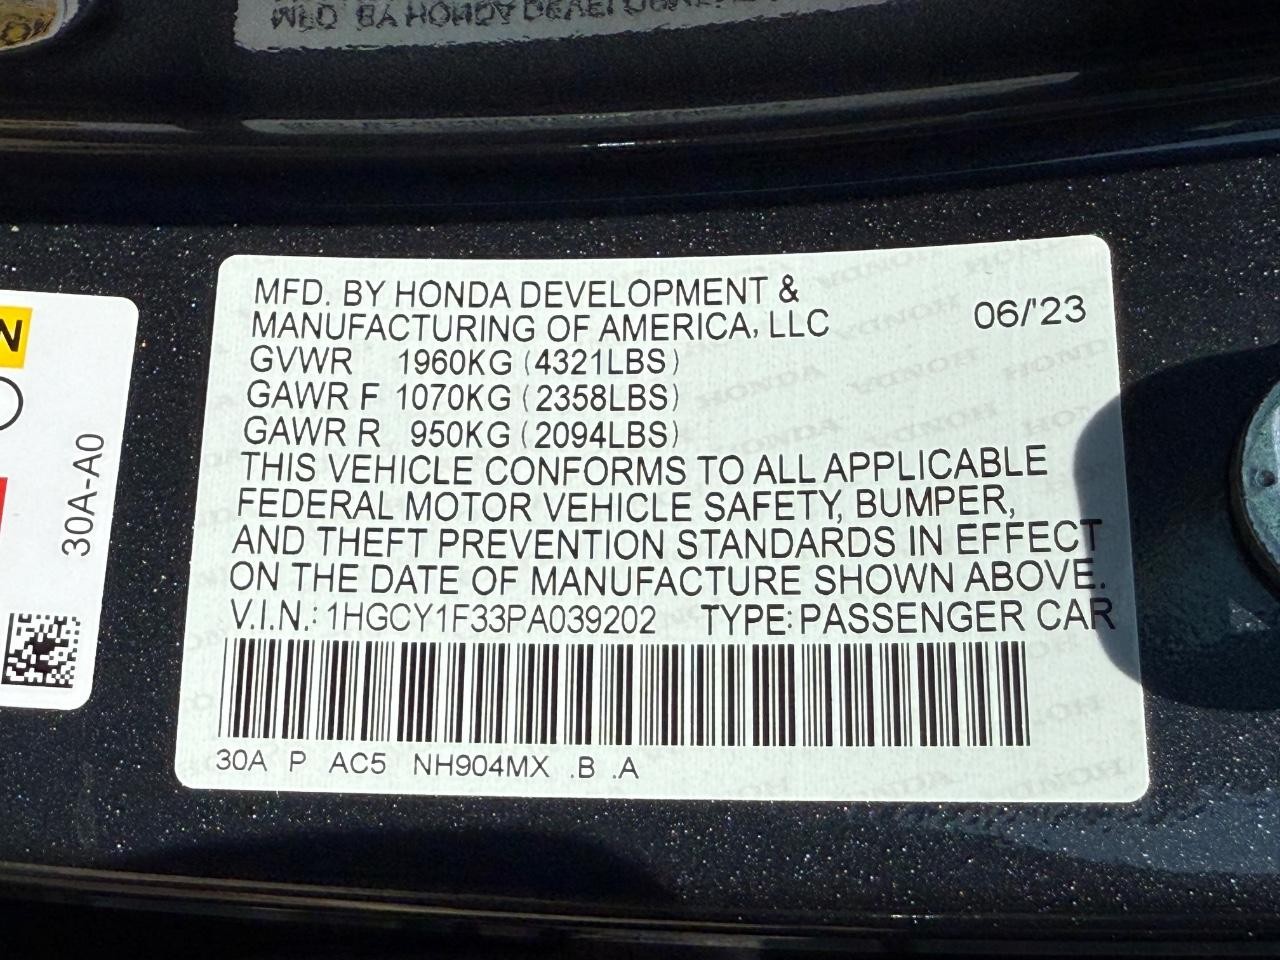 MFD. BY HONDA DEVELOPMENT &
MANUFACTURING OF AMERICA, LLC
06/'23
GVWR 1960KG (4321LBS)
GAWR F 1070KG (2358LBS)
GAWR R 950KG (2094LBS)
THIS VEHICLE CONFORMS TO ALL APPLICABLE
FEDERAL MOTOR VEHICLE SAFETY, BUMPER,
AND THEFT PREVENTION STANDARDS IN EFFECT
ON THE DATE OF MANUFACTURE SHOWN ABOVE.
V.I.N.: 1HGCY1F33PA039202 TYPE: PASSENGER CAR
30A P AC5 NH904MX .B .A
30A-A0
N